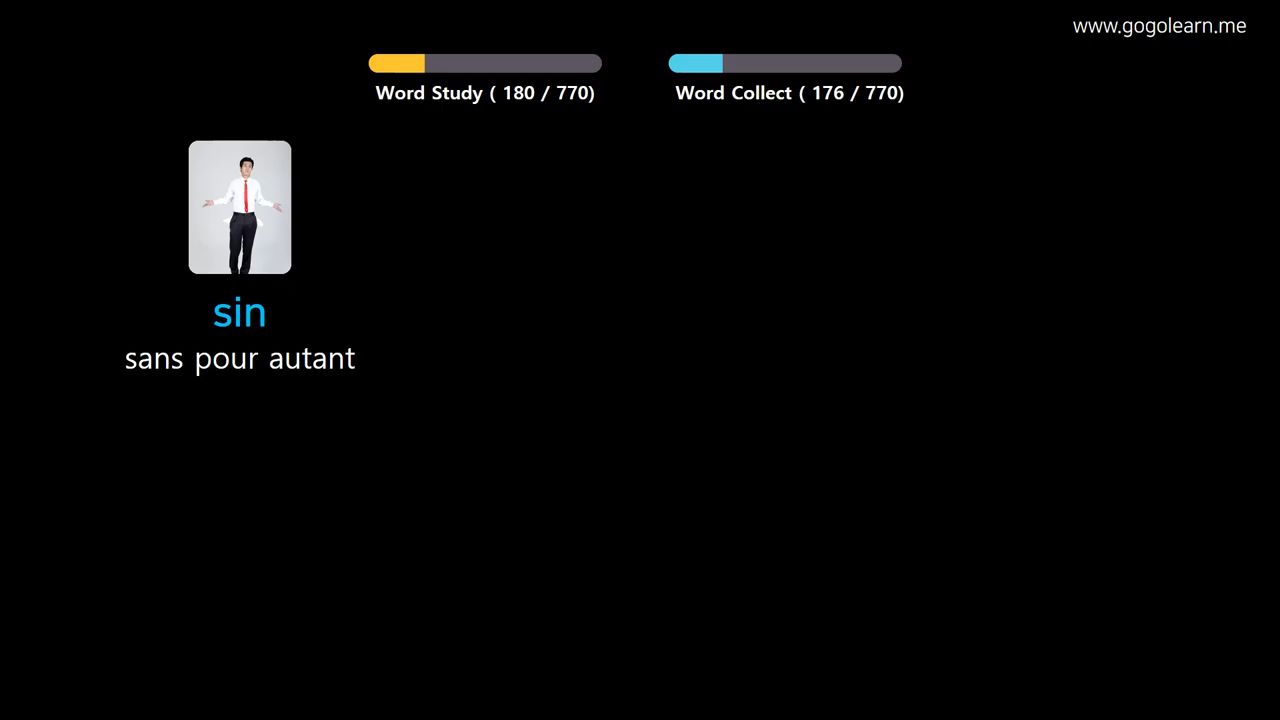 www.gogolearn.me
Word Study ( 180 / 770)
Word Collect ( 176 / 770)
sin
sans pour autant